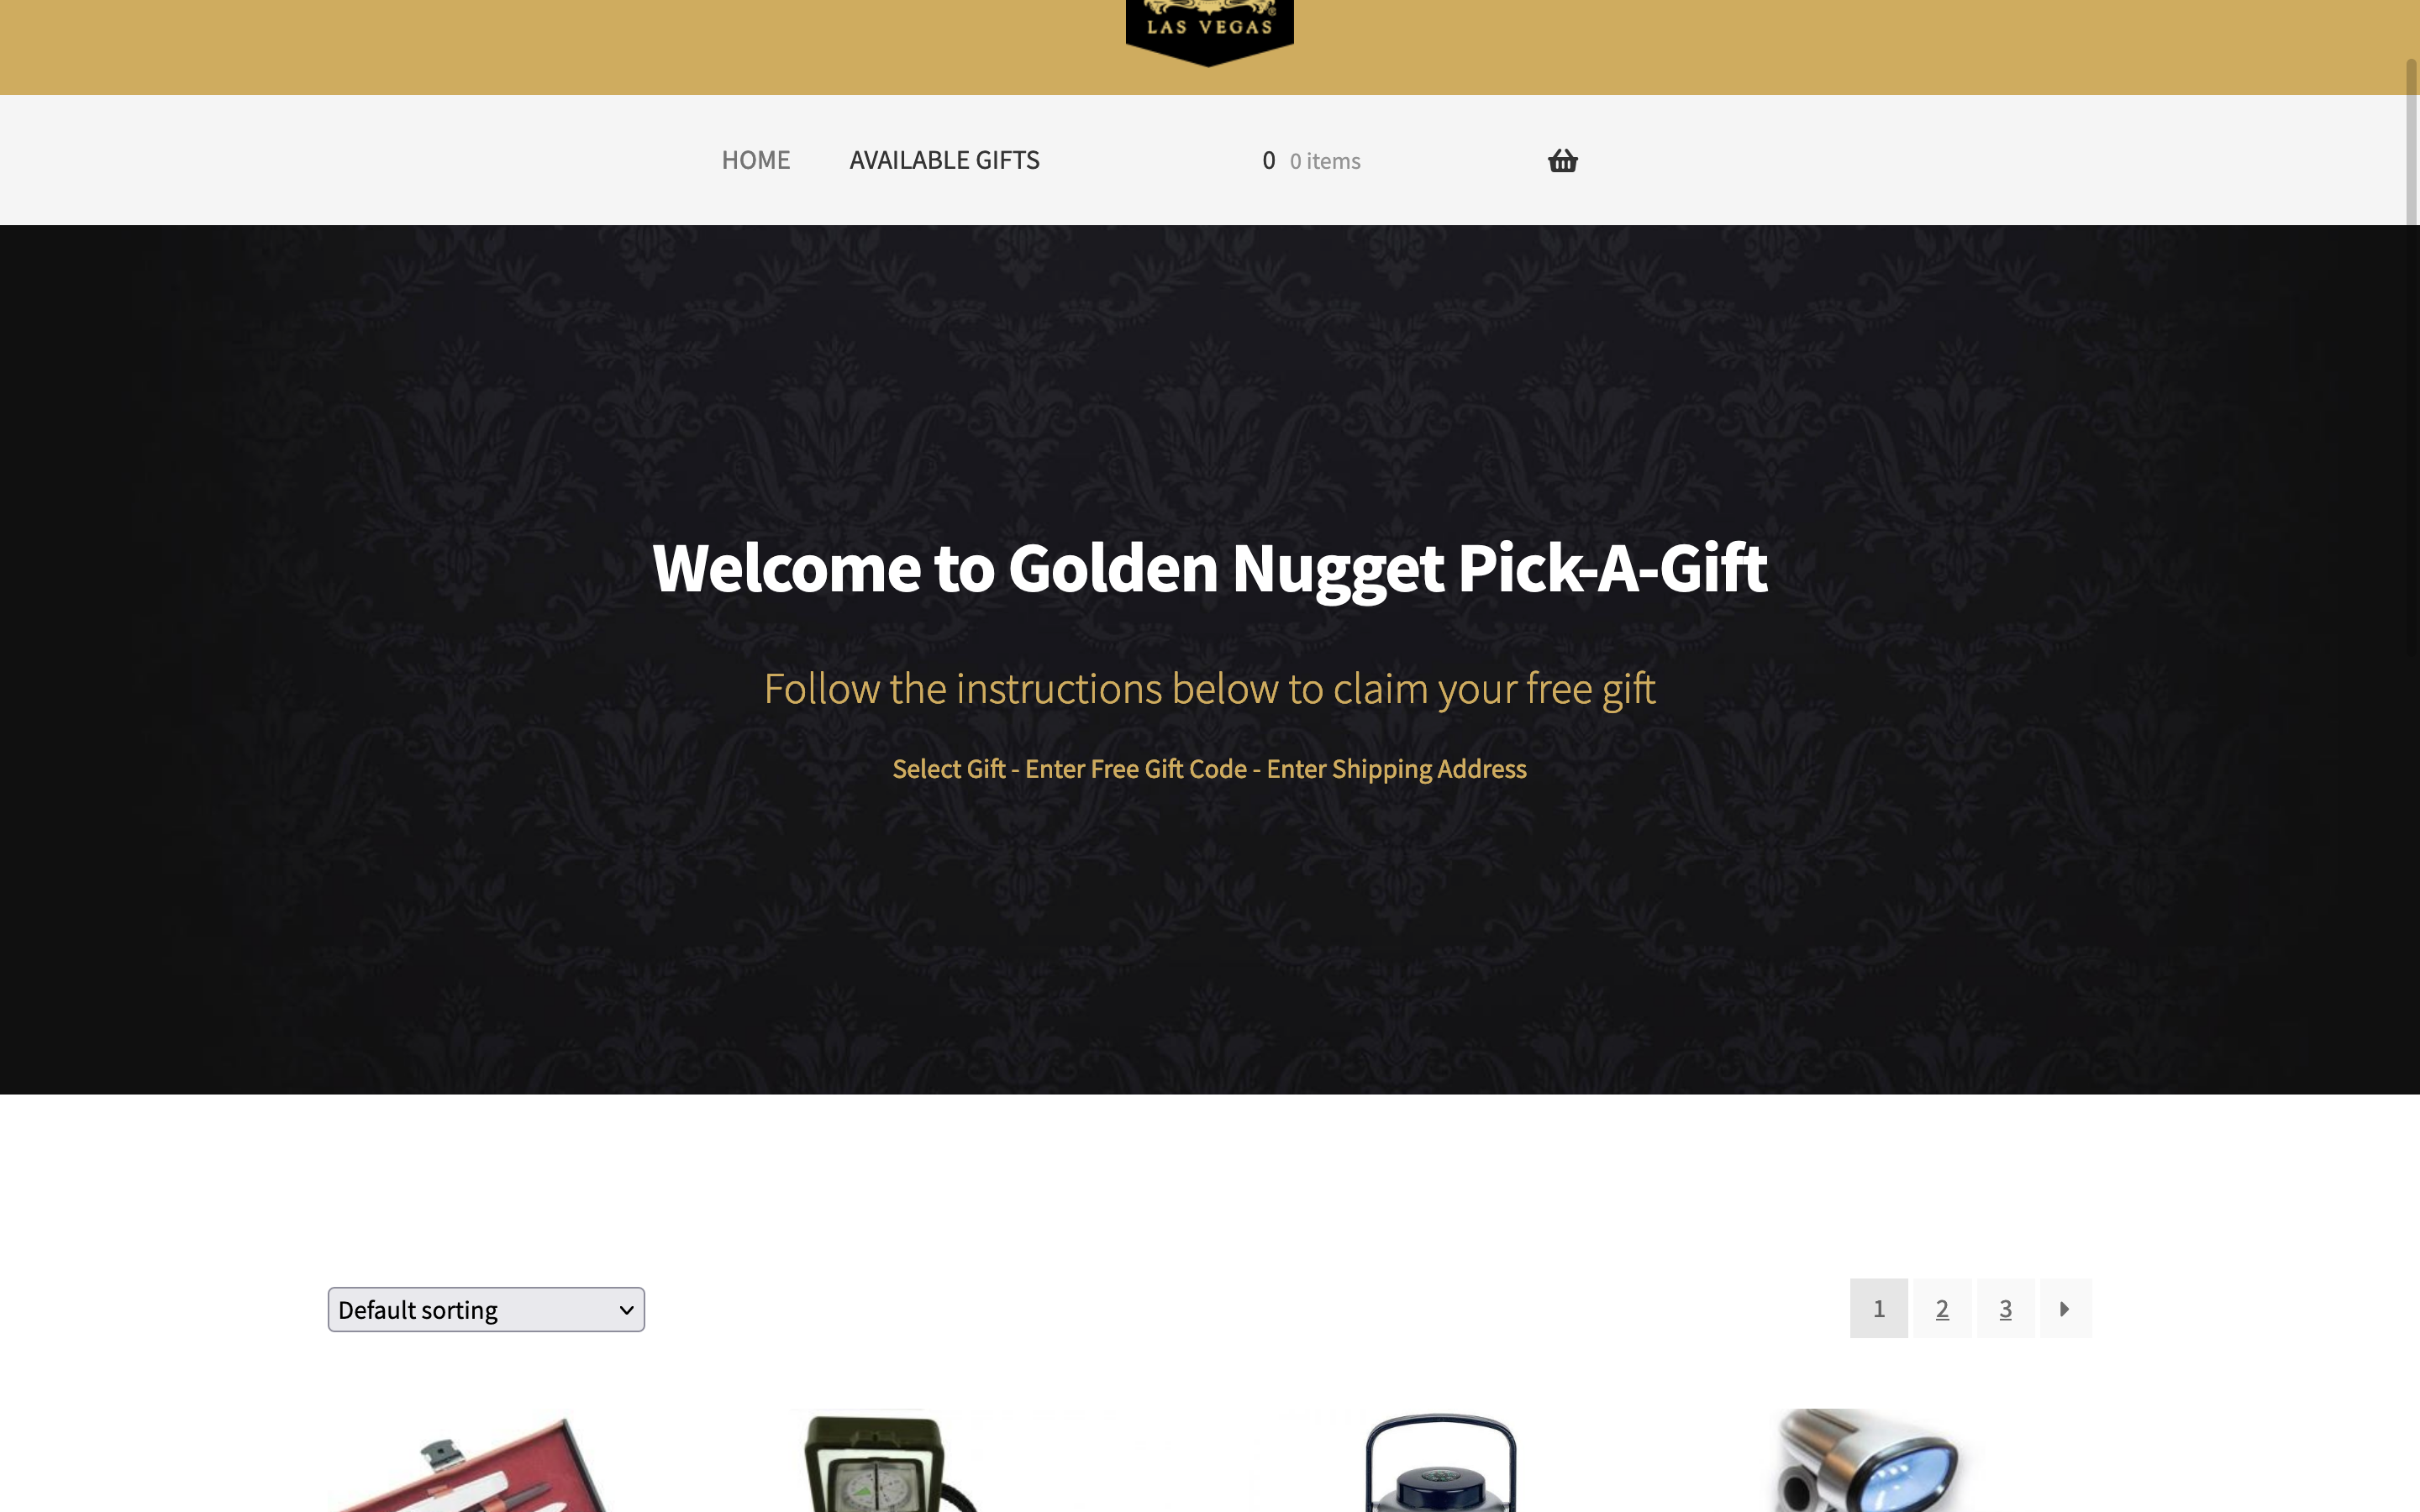 LAS VEGAS
HOME AVAILABLE GIFTS 0 0 items
Welcome to Golden Nugget Pick-A-Gift
Follow the instructions below to claim your free gift
Select Gift - Enter Free Gift Code - Enter Shipping Address
Default sorting 1 2 3